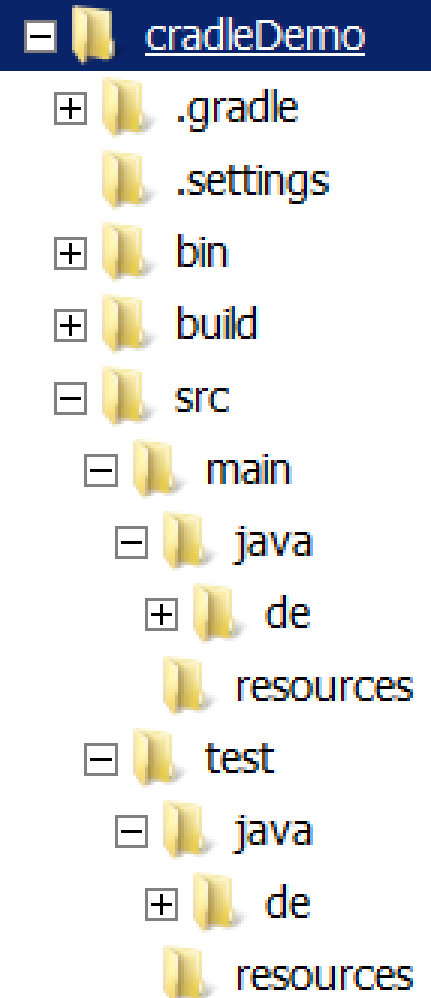 cradleDemo
.gradle
.settings
bin
build
src
main
java
de
resources
test
java
de
resources